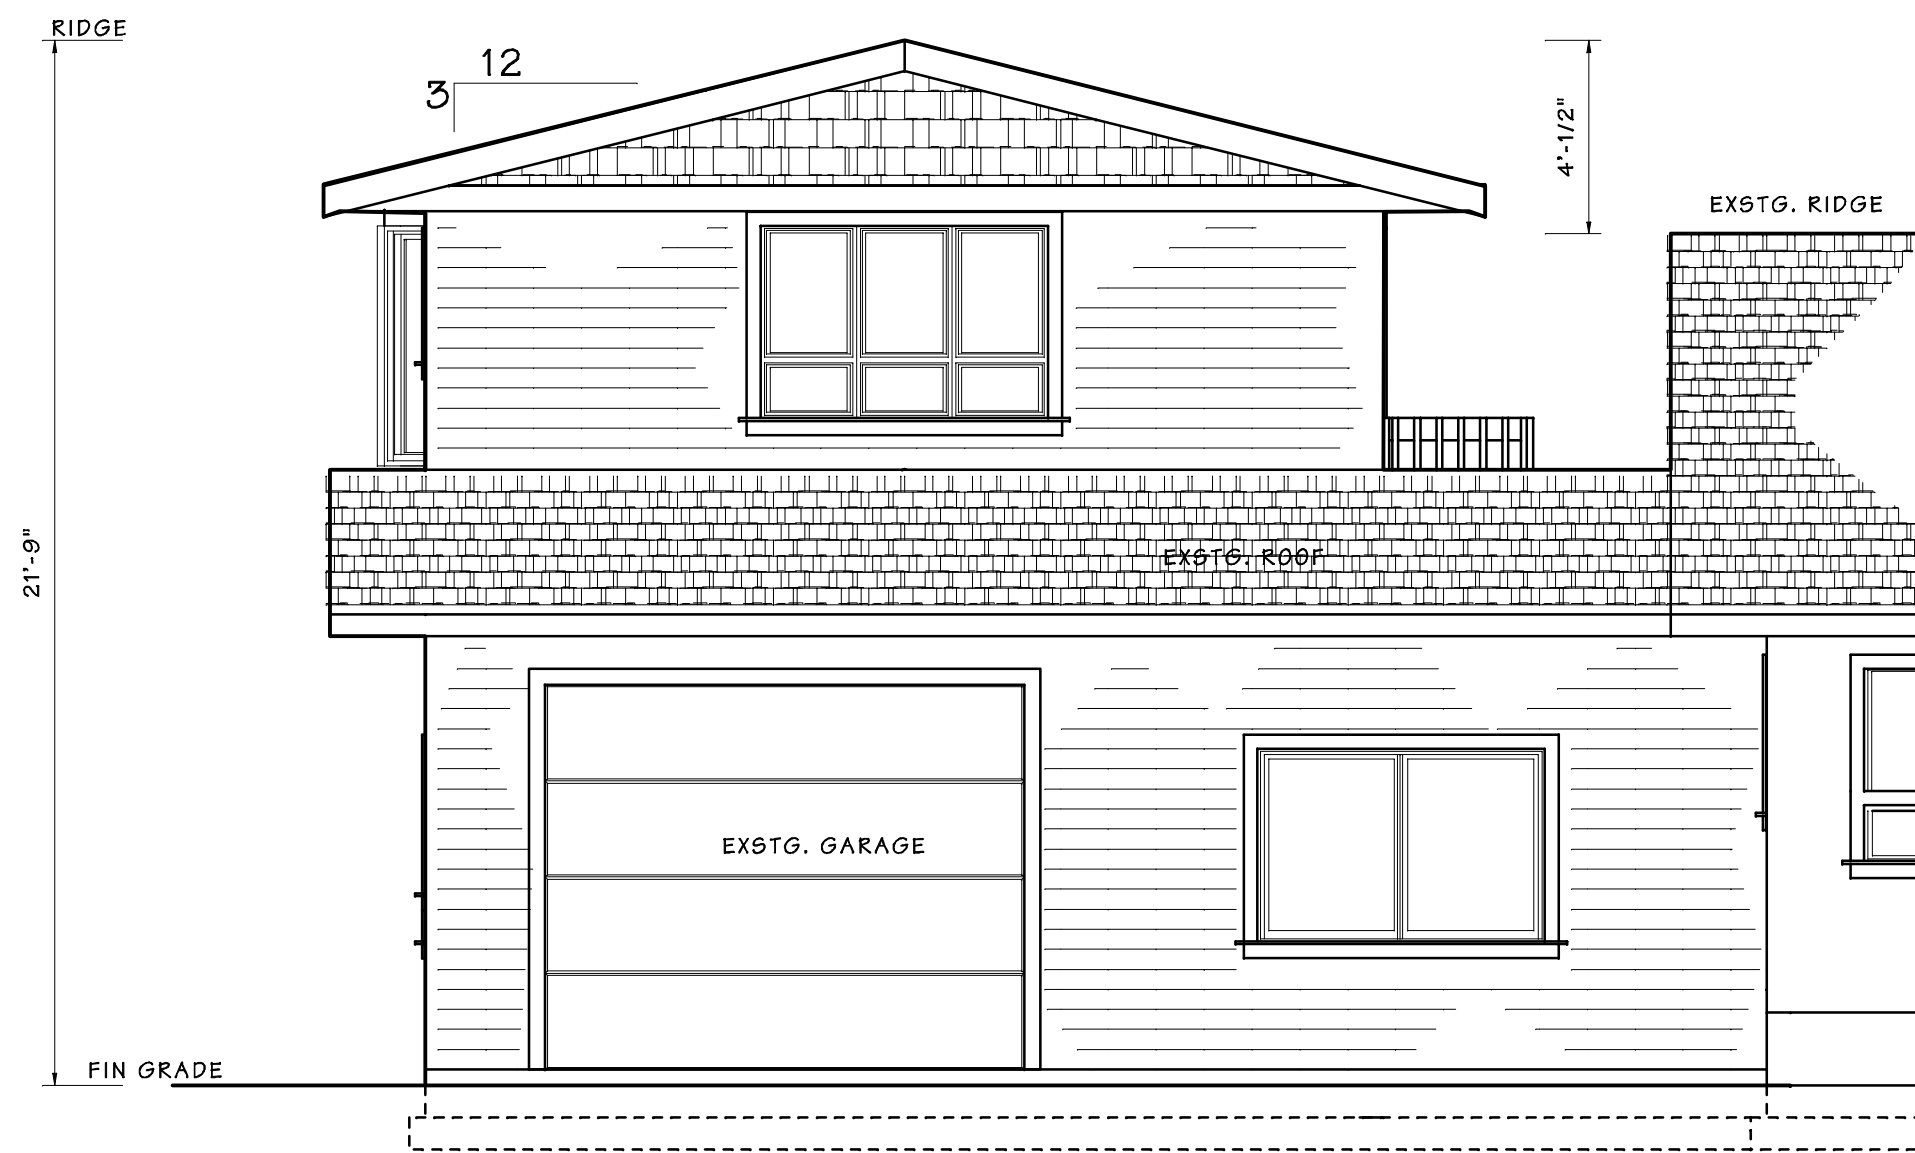 RIDGE
12
3
4'-1/2"
EXSTG. RIDGE
21'-9"
EXSTG. ROOF
EXSTG. GARAGE
FIN GRADE